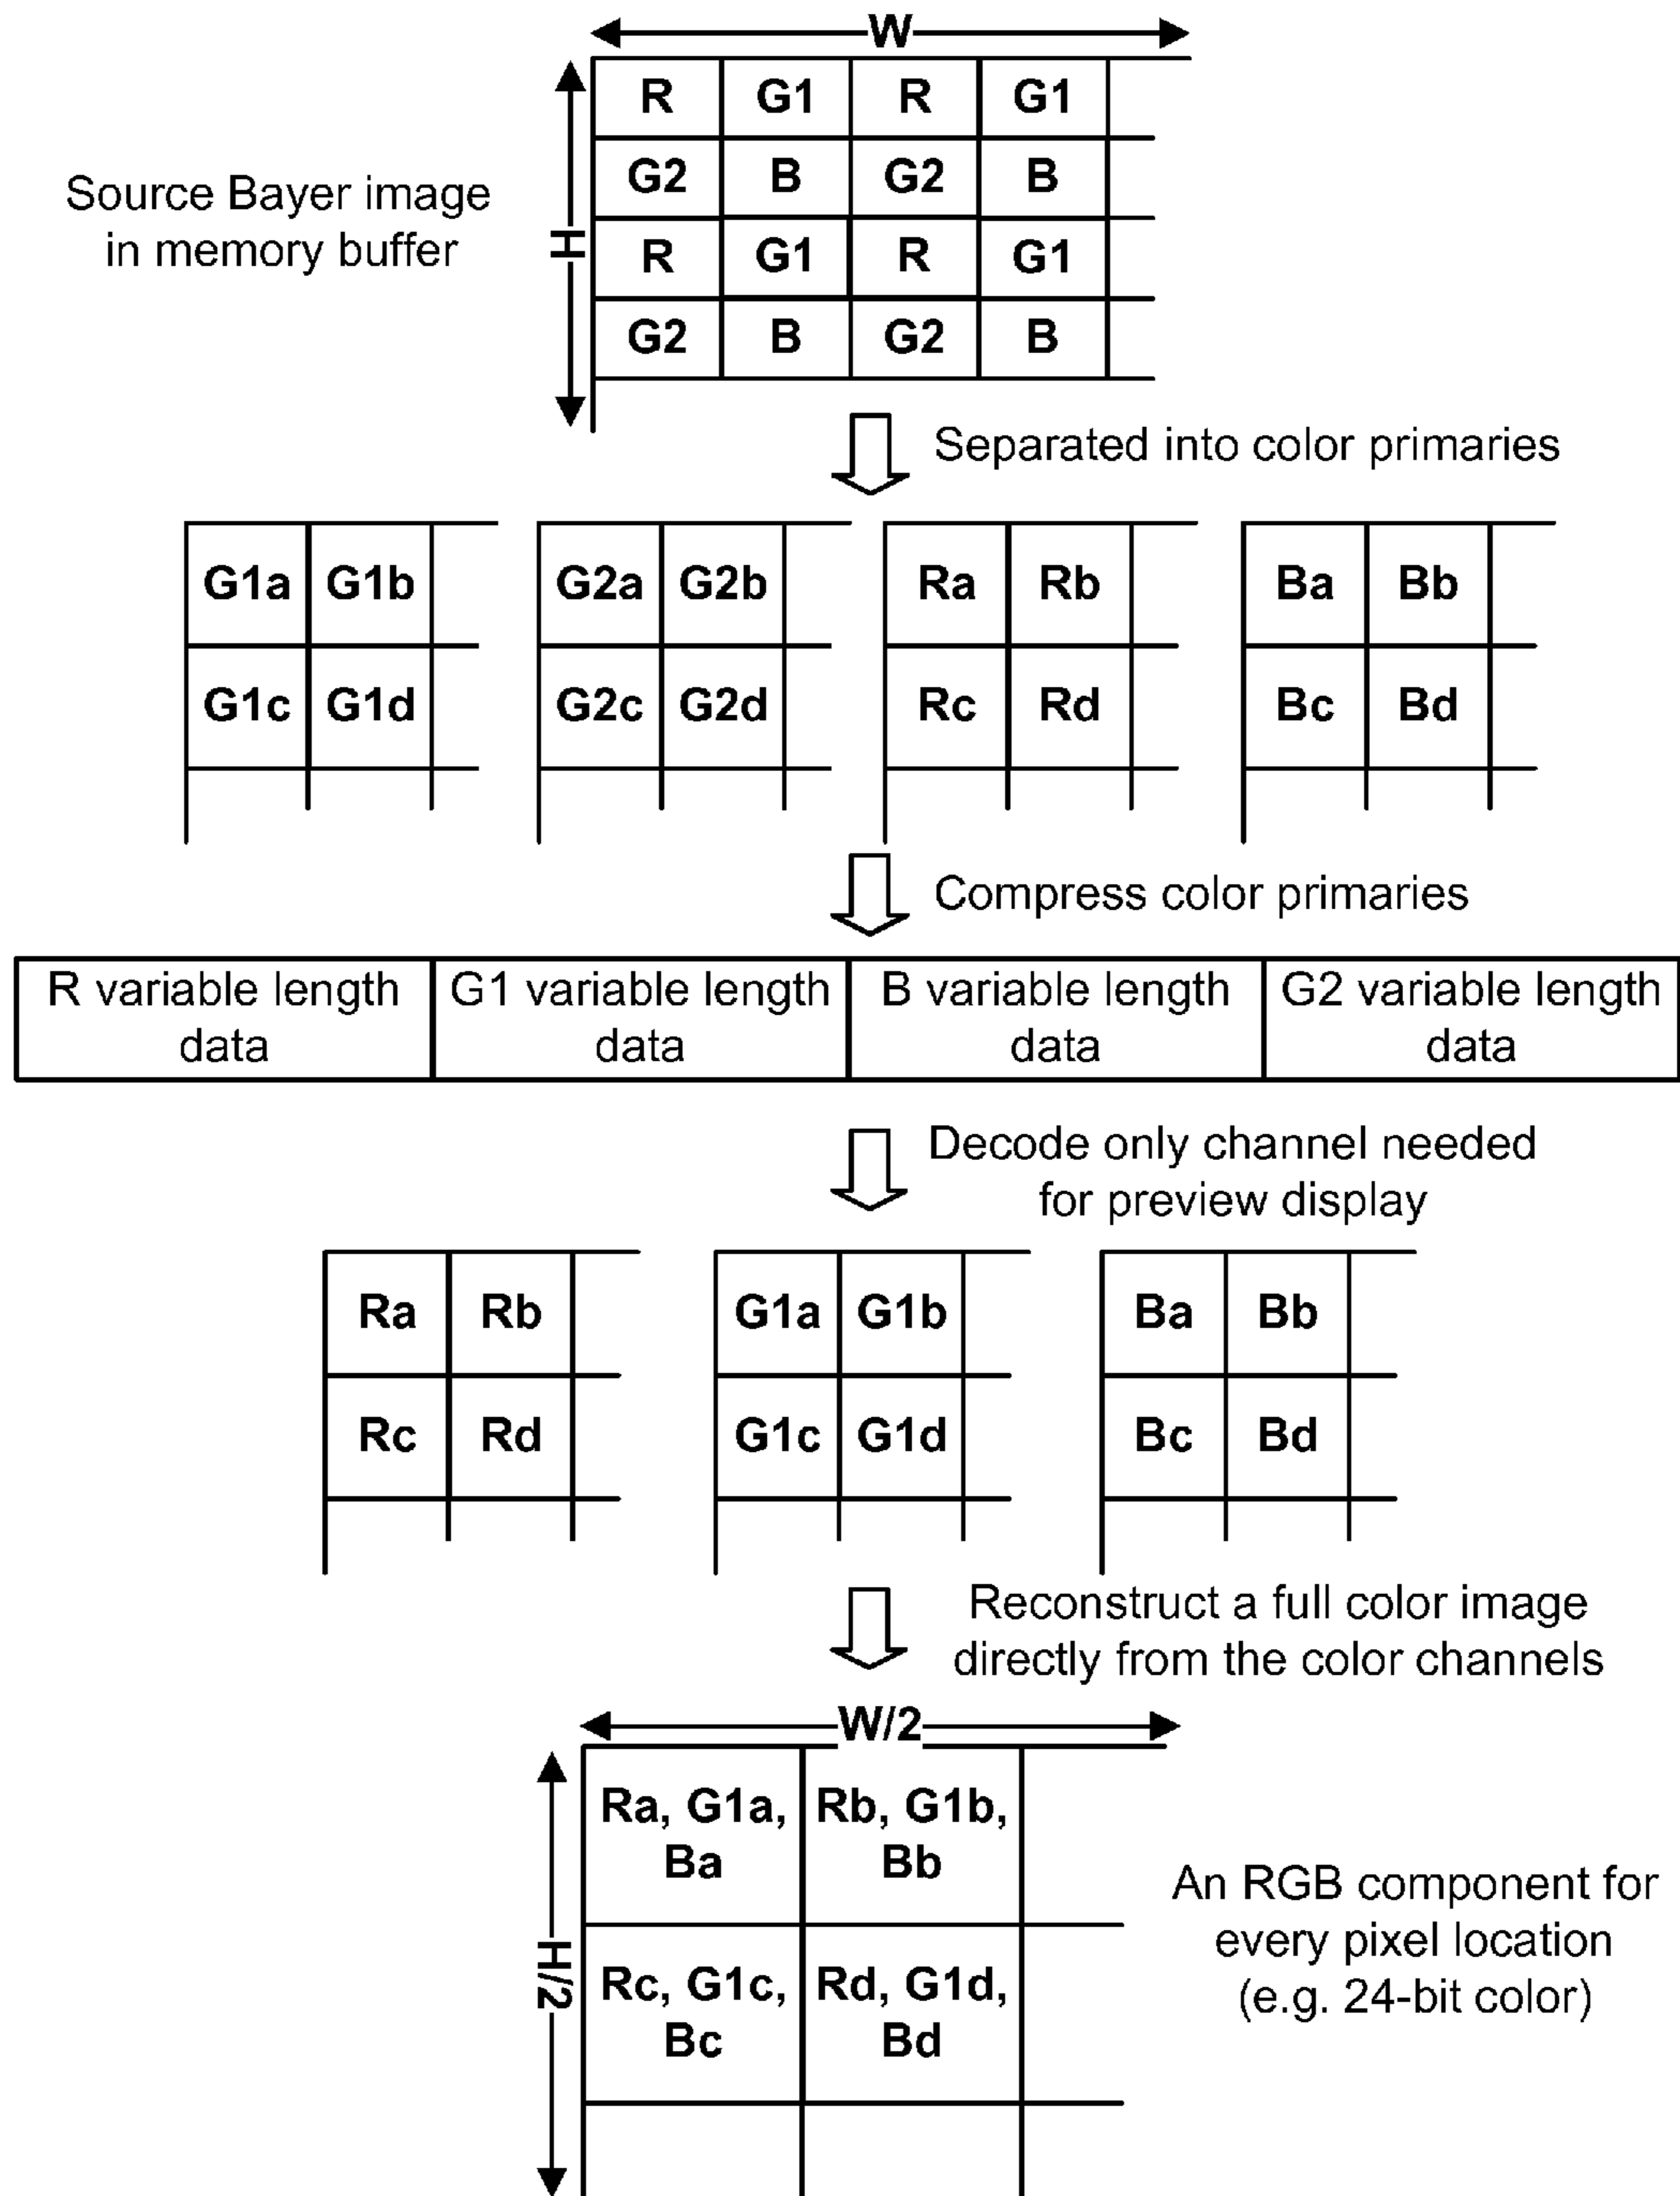 W
R G1 R G1
G2 B G2 B
R G1 R G1
G2 B G2 B
H
Source Bayer image
in memory buffer
Separated into color primaries
G1a G1b G2a G2b Ra Rb Ba Bb
G1c G1d G2c G2d Rc Rd Bc Bd
Compress color primaries
R variable length
data
G1 variable length
data
B variable length
data
G2 variable length
data
Decode only channel needed
for preview display
Ra Rb G1a G1b Ba Bb
Rc Rd G1c G1d Bc Bd
Reconstruct a full color image
directly from the color channels
W/2
H/2
Ra, G1a,
Ba
Rb, G1b,
Bb
Rc, G1c,
Bc
Rd, G1d,
Bd
An RGB component for
every pixel location
(e.g. 24-bit color)